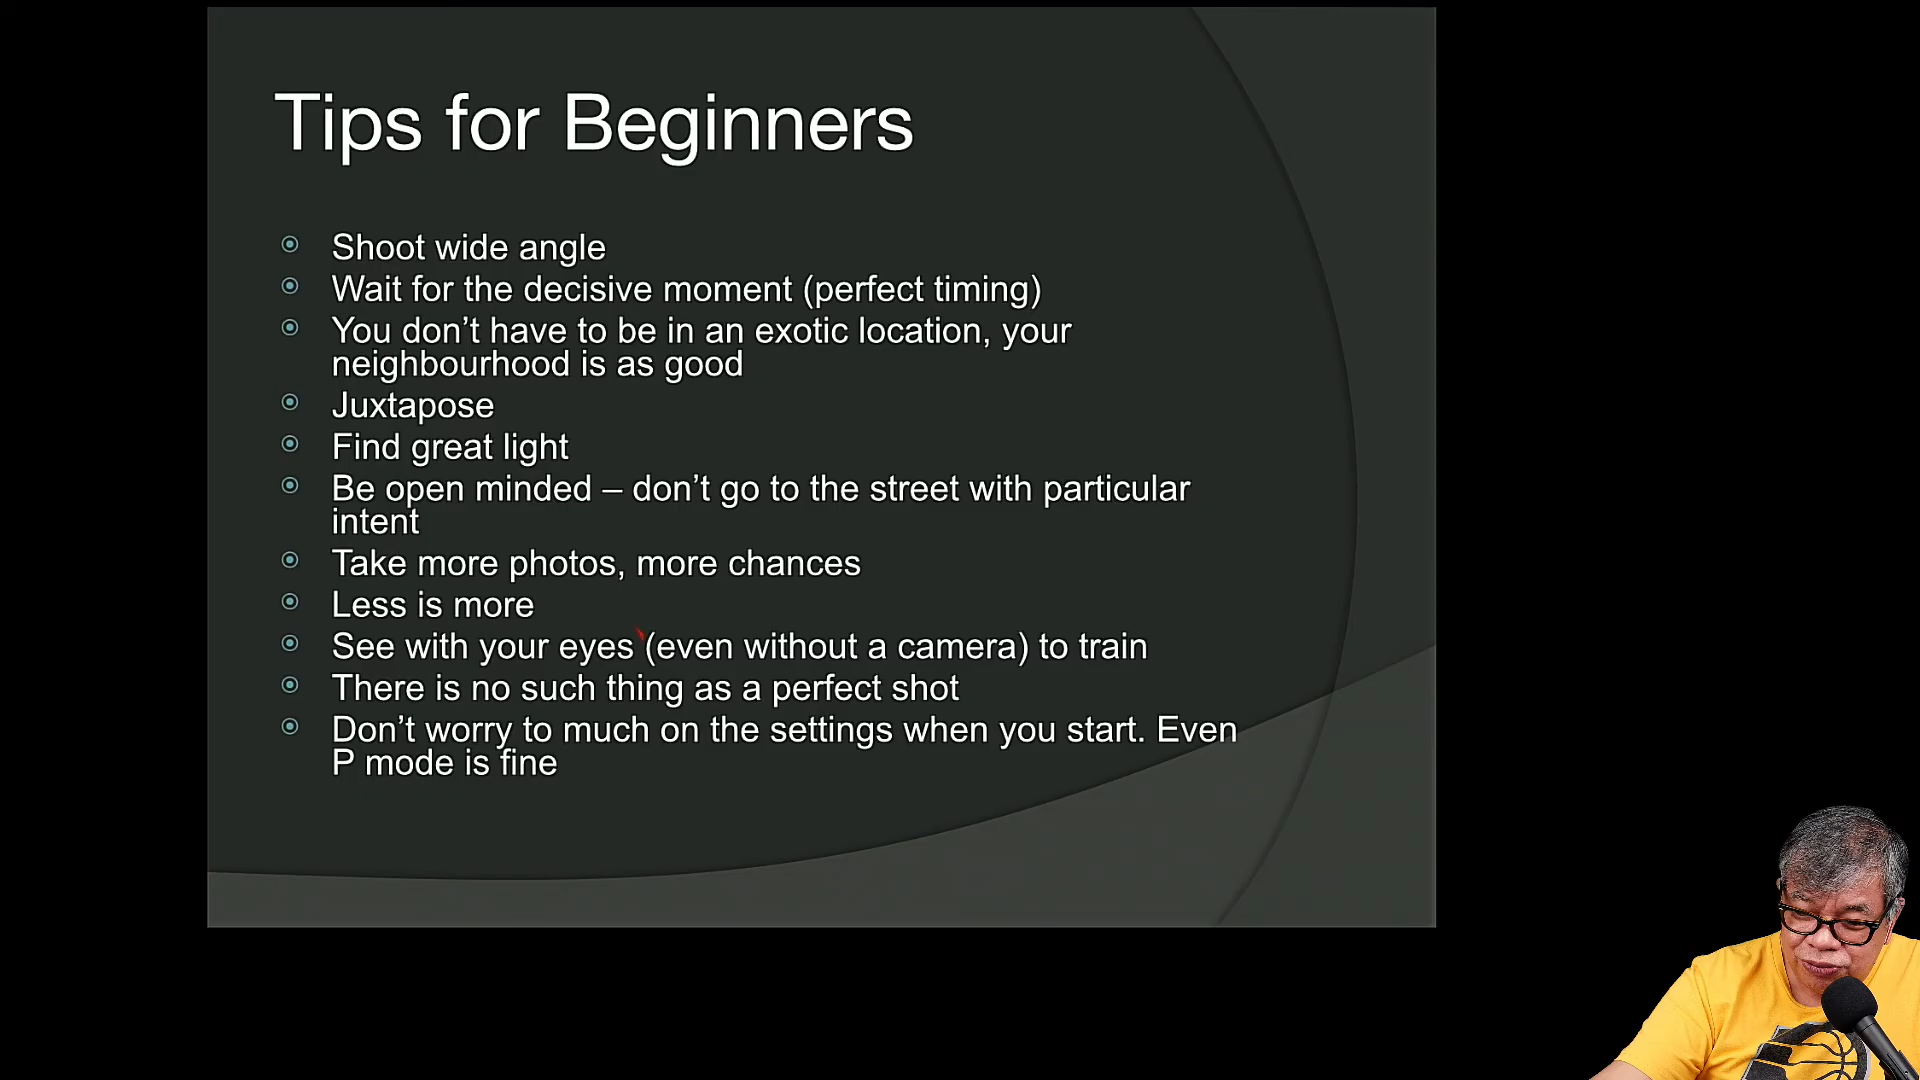 Tips for Beginners
Shoot wide angle
Wait for the decisive moment (perfect timing)
You don’t have to be in an exotic location, your
neighbourhood is as good
Juxtapose
Find great light
Be open minded – don’t go to the street with particular
intent
Take more photos, more chances
Less is more
See with your eyes (even without a camera) to train
There is no such thing as a perfect shot
Don’t worry to much on the settings when you start. Even
P mode is fine